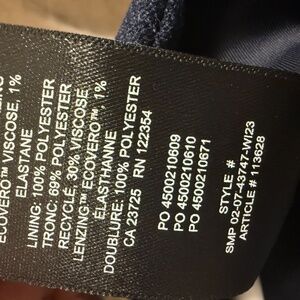 ECOVERO™ VISCOSE, 1%
ELASTANE
LINING: 100% POLYESTER
TRONC: 69% POLYESTER
RECYCLÉ, 30% VISCOSE
LENZING™ ECOVERO™, 1%
ÉLASTHANNE
DOUBLURE: 100% POLYESTER
CA 23725 RN 122354
PO 4500210609
PO 4500210610
PO 4500210671
STYLE #
SMP 02-07-43747-WI23
ARTICLE # 113628